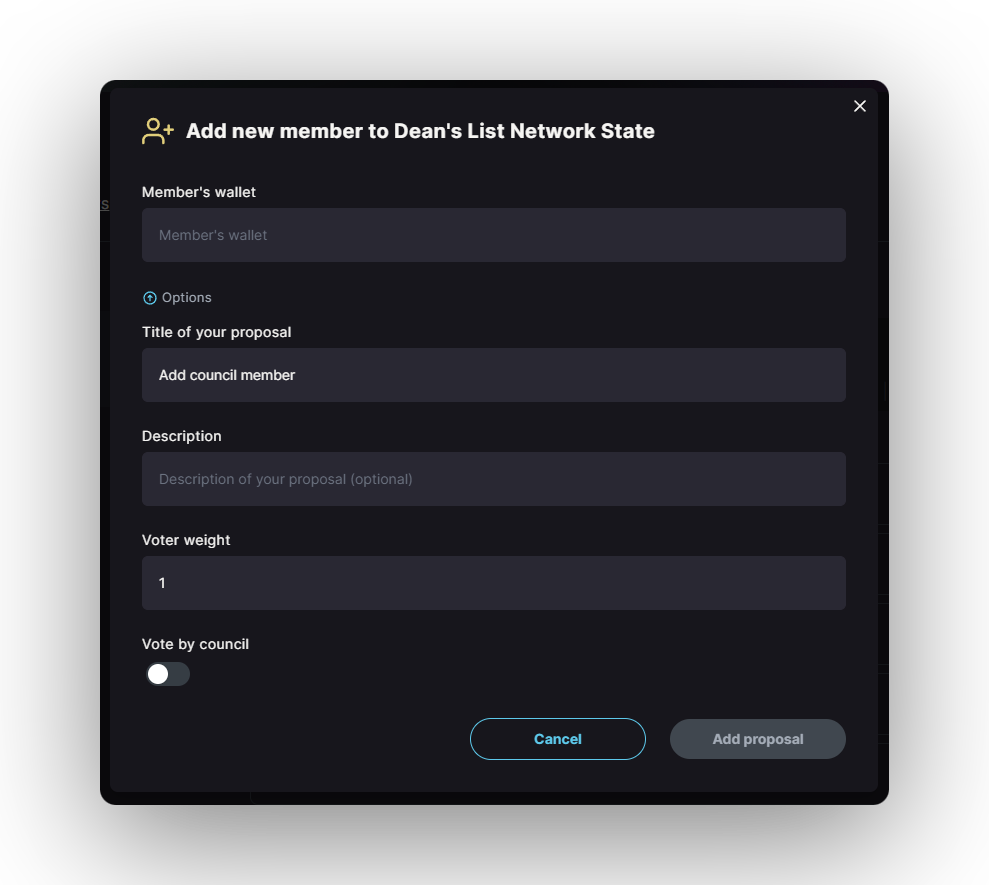 Add new member to Dean's List Network State
Member's wallet
Member's wallet
Options
Title of your proposal
Add council member
Description
Description of your proposal (optional)
Voter weight
1
Vote by council
Cancel
Add proposal